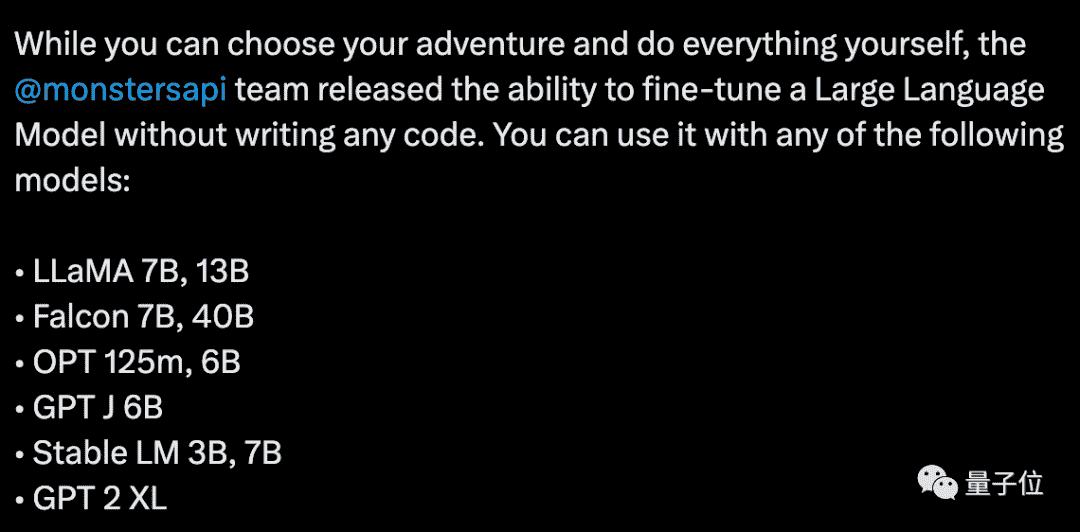 While you can choose your adventure and do everything yourself, the
@monstersapi team released the ability to fine-tune a Large Language
Model without writing any code. You can use it with any of the following
models:
• LLaMA 7B, 13B
• Falcon 7B, 40B
• OPT 125m, 6B
• GPT J 6B
• Stable LM 3B, 7B
• GPT 2 XL
量子位